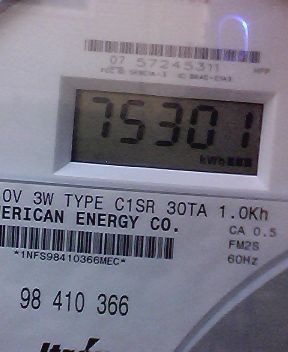 07 57245311
75301
kWh
0V 3W TYPE C1SR 30TA 1.0Kh
ERICAN ENERGY CO.
CA 0.5
FM2S
*1NFS98410366MEC*
60Hz
98 410 366